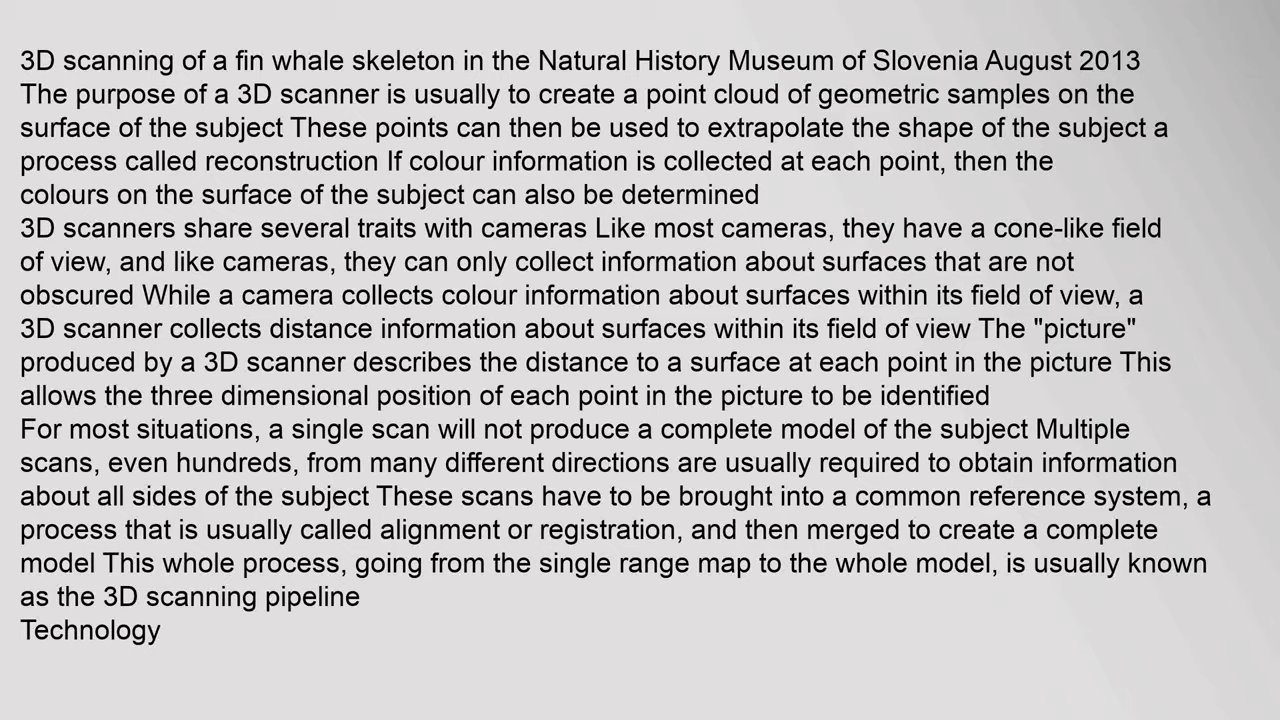 3D scanning of a fin whale skeleton in the Natural History Museum of Slovenia August 2013
The purpose of a 3D scanner is usually to create a point cloud of geometric samples on the
surface of the subject These points can then be used to extrapolate the shape of the subject a
process called reconstruction If colour information is collected at each point, then the
colours on the surface of the subject can also be determined
3D scanners share several traits with cameras Like most cameras, they have a cone-like field
of view, and like cameras, they can only collect information about surfaces that are not
obscured While a camera collects colour information about surfaces within its field of view, a
3D scanner collects distance information about surfaces within its field of view The "picture"
produced by a 3D scanner describes the distance to a surface at each point in the picture This
allows the three dimensional position of each point in the picture to be identified
For most situations, a single scan will not produce a complete model of the subject Multiple
scans, even hundreds, from many different directions are usually required to obtain information
about all sides of the subject These scans have to be brought into a common reference system, a
process that is usually called alignment or registration, and then merged to create a complete
model This whole process, going from the single range map to the whole model, is usually known
as the 3D scanning pipeline
Technology